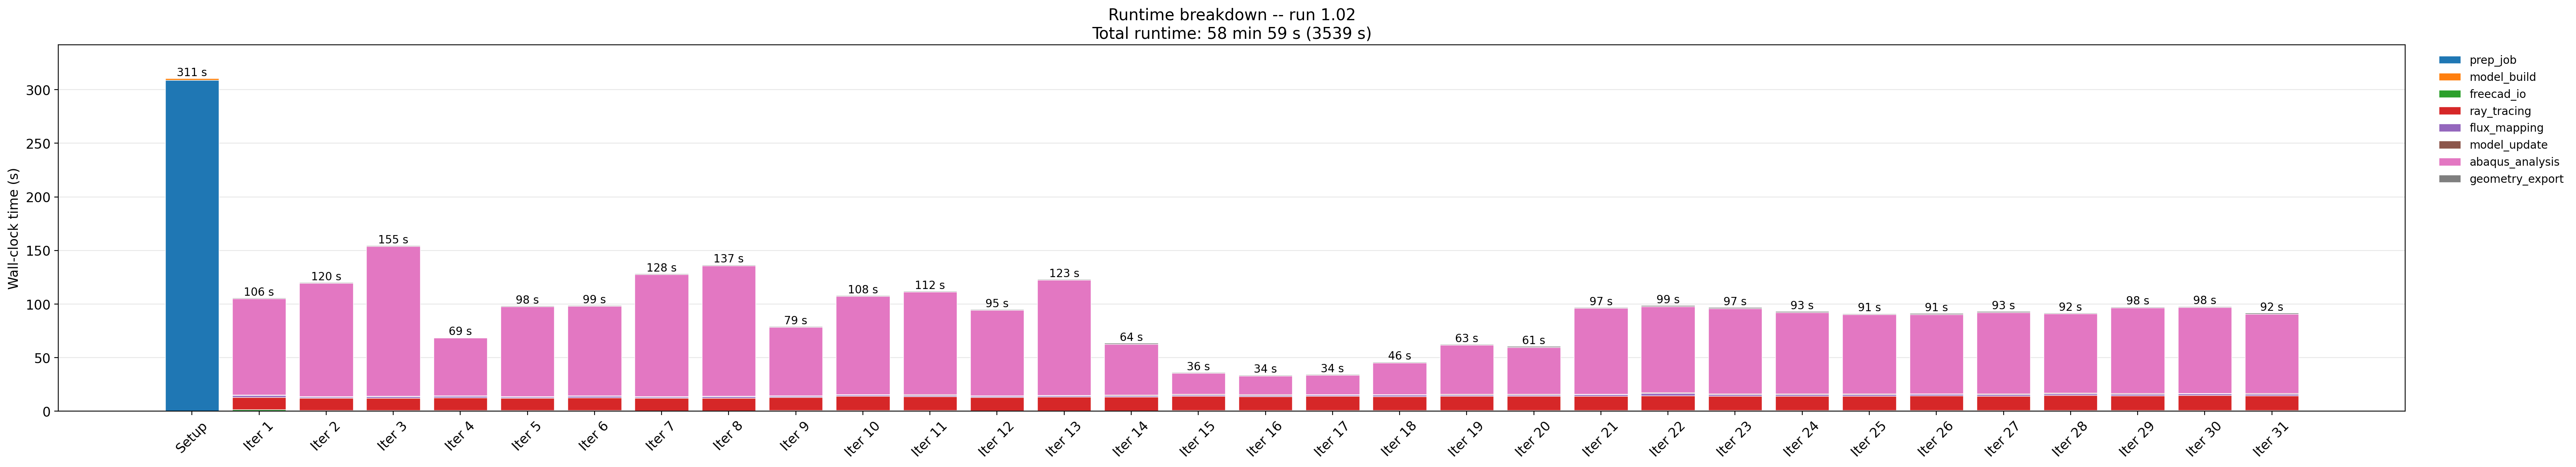 Runtime breakdown -- run 1.02
Total runtime: 58 min 59 s (3539 s)
Wall-clock time (s)
300
250
200
150
100
50
0
311 s
106 s
120 s
155 s
69 s
98 s
99 s
128 s
137 s
79 s
108 s
112 s
95 s
123 s
64 s
36 s
34 s
34 s
46 s
63 s
61 s
97 s
99 s
97 s
93 s
91 s
91 s
93 s
92 s
98 s
98 s
92 s
Setup
Iter 1
Iter 2
Iter 3
Iter 4
Iter 5
Iter 6
Iter 7
Iter 8
Iter 9
Iter 10
Iter 11
Iter 12
Iter 13
Iter 14
Iter 15
Iter 16
Iter 17
Iter 18
Iter 19
Iter 20
Iter 21
Iter 22
Iter 23
Iter 24
Iter 25
Iter 26
Iter 27
Iter 28
Iter 29
Iter 30
Iter 31
prep_job
model_build
freecad_io
ray_tracing
flux_mapping
model_update
abaqus_analysis
geometry_export